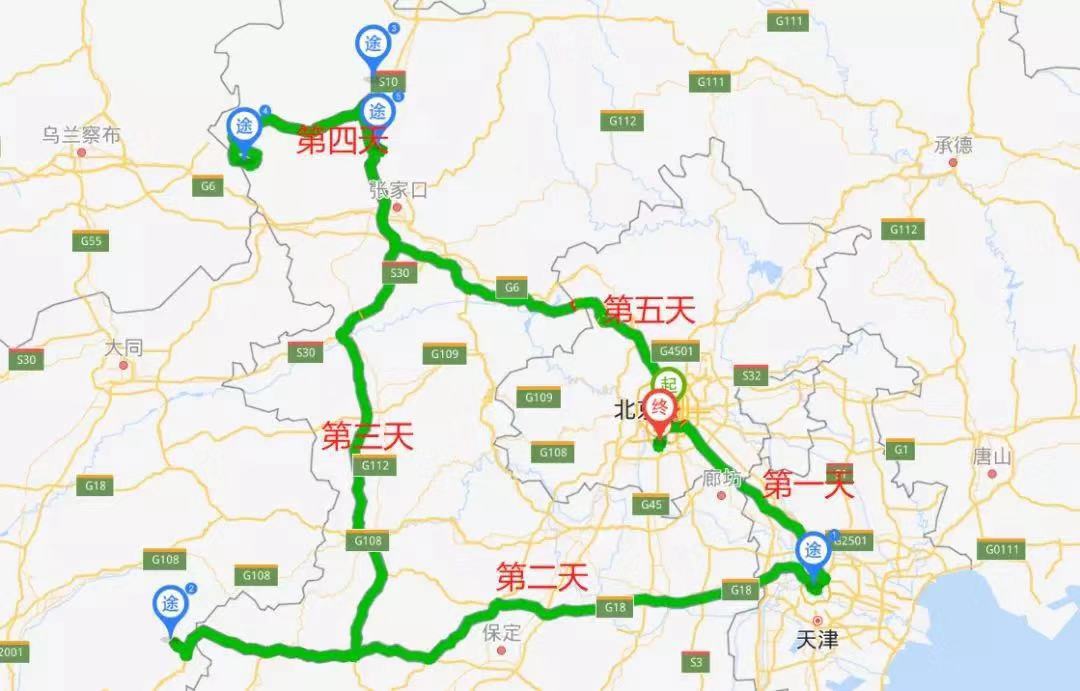 G111
途 3
S10
途 5
G111
途 4
第四天
G112
乌兰察布
承德
G6
张家口
G55
G112
S30
G6
第五天
大同
S30
G109
G4501
S30
S32
起
G109
北京
终
第三天
G108
G1
G112
唐山
G18
廊坊
第一天
G45
G108
途 1
G2501
G0111
G108
G108
第二天
途 2
G18
G18
保定
天津
2001
S3